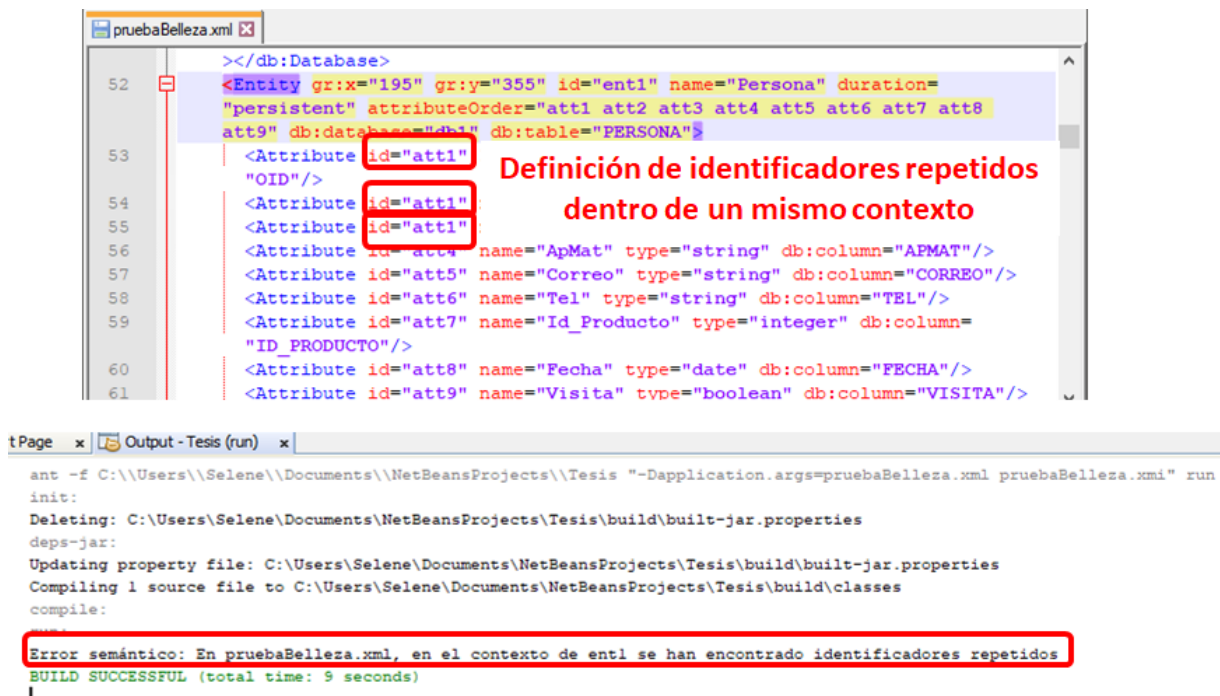 pruebaBelleza.xml
></db:Database>
52 <Entity gr:x="195" gr:y="355" id="ent1" name="Persona" duration=
"persistent" attributeOrder="att1 att2 att3 att4 att5 att6 att7 att8
att9" db:database="db1" db:table="PERSONA">
53 <Attribute id="att1"
"OID"/>
54 <Attribute id="att1"
55 <Attribute id="att1"
Definición de identificadores repetidos
dentro de un mismo contexto
56 <Attribute id="att4" name="ApMat" type="string" db:column="APMAT"/>
57 <Attribute id="att5" name="Correo" type="string" db:column="CORREO"/>
58 <Attribute id="att6" name="Tel" type="string" db:column="TEL"/>
59 <Attribute id="att7" name="Id_Producto" type="integer" db:column=
"ID_PRODUCTO"/>
60 <Attribute id="att8" name="Fecha" type="date" db:column="FECHA"/>
61 <Attribute id="att9" name="Visita" type="boolean" db:column="VISITA"/>
t Page x Output - Tesis (run) x
ant -f C:\\Users\\Selene\\Documents\\NetBeansProjects\\Tesis "-Dapplication.args=pruebaBelleza.xml pruebaBelleza.xmi" run
init:
Deleting: C:\Users\Selene\Documents\NetBeansProjects\Tesis\build\built-jar.properties
deps-jar:
Updating property file: C:\Users\Selene\Documents\NetBeansProjects\Tesis\build\built-jar.properties
Compiling 1 source file to C:\Users\Selene\Documents\NetBeansProjects\Tesis\build\classes
compile:
Error semántico: En pruebaBelleza.xml, en el contexto de ent1 se han encontrado identificadores repetidos
BUILD SUCCESSFUL (total time: 9 seconds)